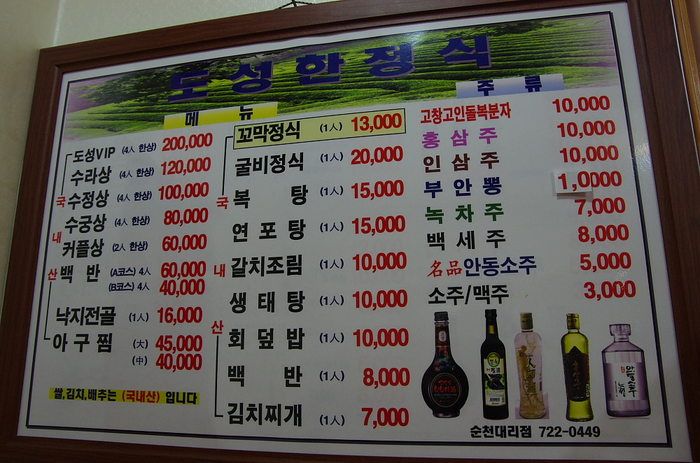 도성한정식
메 뉴
도성VIP (4人 한상) 200,000
수라상 (4人 한상) 120,000
수정상 (4人 한상) 100,000
수궁상 (4人 한상) 80,000
커플상 (2人 한상) 60,000
백 반 (A코스) 4人 60,000
(B코스) 4人 40,000
낙지전골 (1人) 16,000
아구찜 (大) 45,000
(中) 40,000
국
내
산
쌀,김치,배추는 (국내산) 입니다
꼬막정식 (1人) 13,000
굴비정식 (1人) 20,000
복 탕 (1人) 15,000
연포탕 (1人) 15,000
갈치조림 (1人) 10,000
생태탕 (1人) 10,000
회덮밥 (1人) 10,000
백 반 (1人) 8,000
김치찌개 (1人) 7,000
국
내
산
주 류
고창고인돌복분자 10,000
홍삼주 10,000
인삼주 10,000
부안뽕 1,0000
녹차주 7,000
백세주 8,000
名品안동소주 5,000
소주/맥주 3,000
순천대리점 722-0449